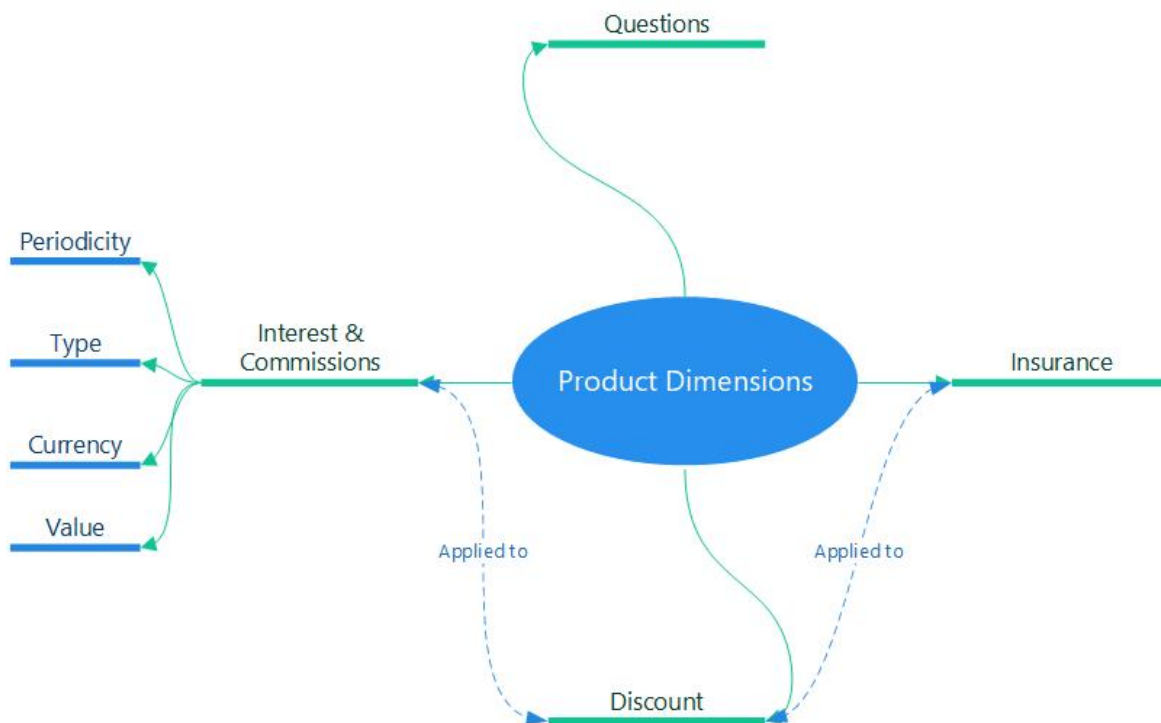 Questions
Periodicity
Type
Interest &
Commissions
Product Dimensions
Insurance
Currency
Value
Applied to
Applied to
Discount